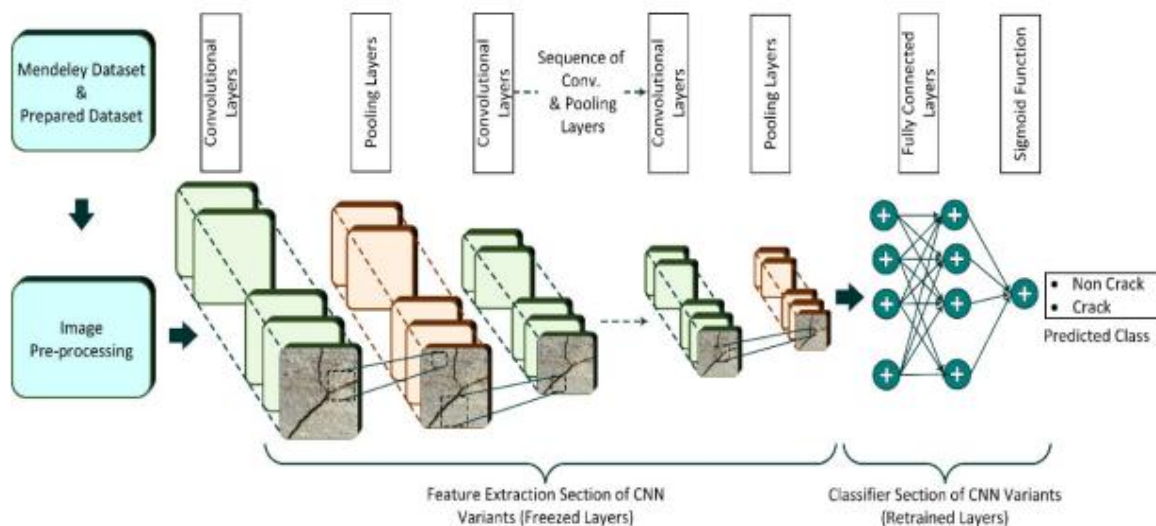 Mendeley Dataset
&
Prepared Dataset
Convolutional
Layers
Pooling Layers
Convolutional
Layers
Sequence of
Conv.
& Pooling
Layers
Convolutional
Layers
Pooling Layers
Fully Connected
Layers
Sigmoid Function
Image
Pre-processing
• Non Crack
• Crack
Predicted Class
Feature Extraction Section of CNN
Variants (Freezed Layers)
Classifier Section of CNN Variants
(Retrained Layers)